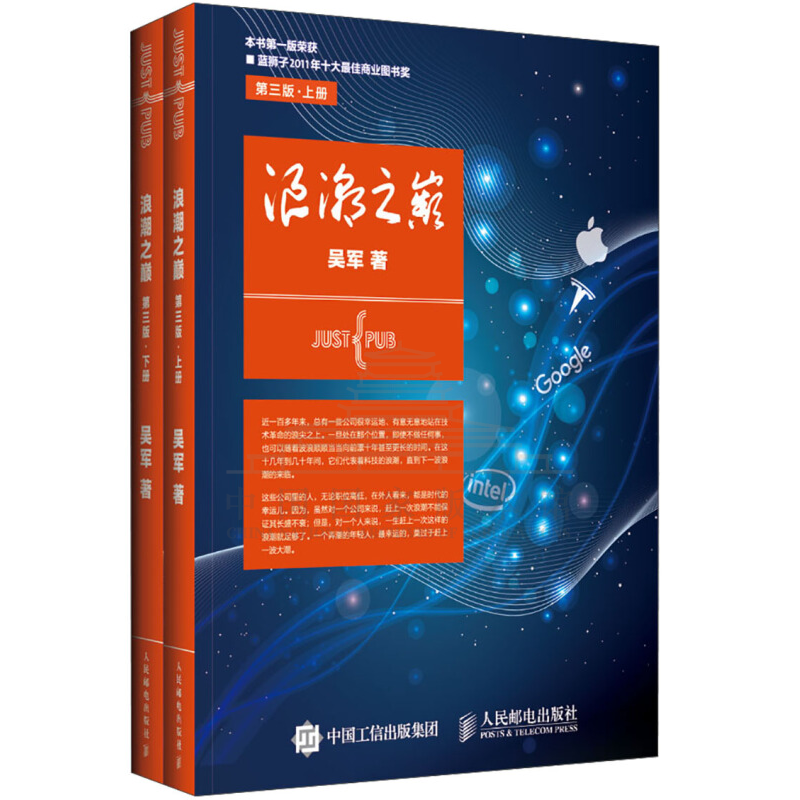 本书第一版荣获
■ 蓝狮子2011年十大最佳商业图书奖
第三版·上册
浪潮之巅
吴军 著
JUST PUB
近一百多年来，总有一些公司很幸运地、有意无意地站在技
术革命的浪尖之上。一旦处在那个位置，即使不做任何事，
也可以随着波浪顺顺当当向前漂十年甚至更长的时间。在这
十几年到几十年间，它们代表着科技的浪潮，直到下一波浪
潮的来临。
这些公司里的人，无论职位高低，在外人看来，都是时代的
幸运儿。因为，虽然对一个公司来说，赶上一次浪潮不能保
证其长盛不衰；但是，对一个人来说，一生赶上一次这样的
浪潮就足够了。一个弄潮的年轻人，最幸运的，莫过于赶上
一波大潮。
Google
intel
中国工信出版集团
人民邮电出版社
POSTS & TELECOM PRESS
JUST PUB
浪潮之巅
第三版·上册
吴军 著
人民邮电出版社
JUST PUB
浪潮之巅
第三版·下册
吴军 著
人民邮电出版社